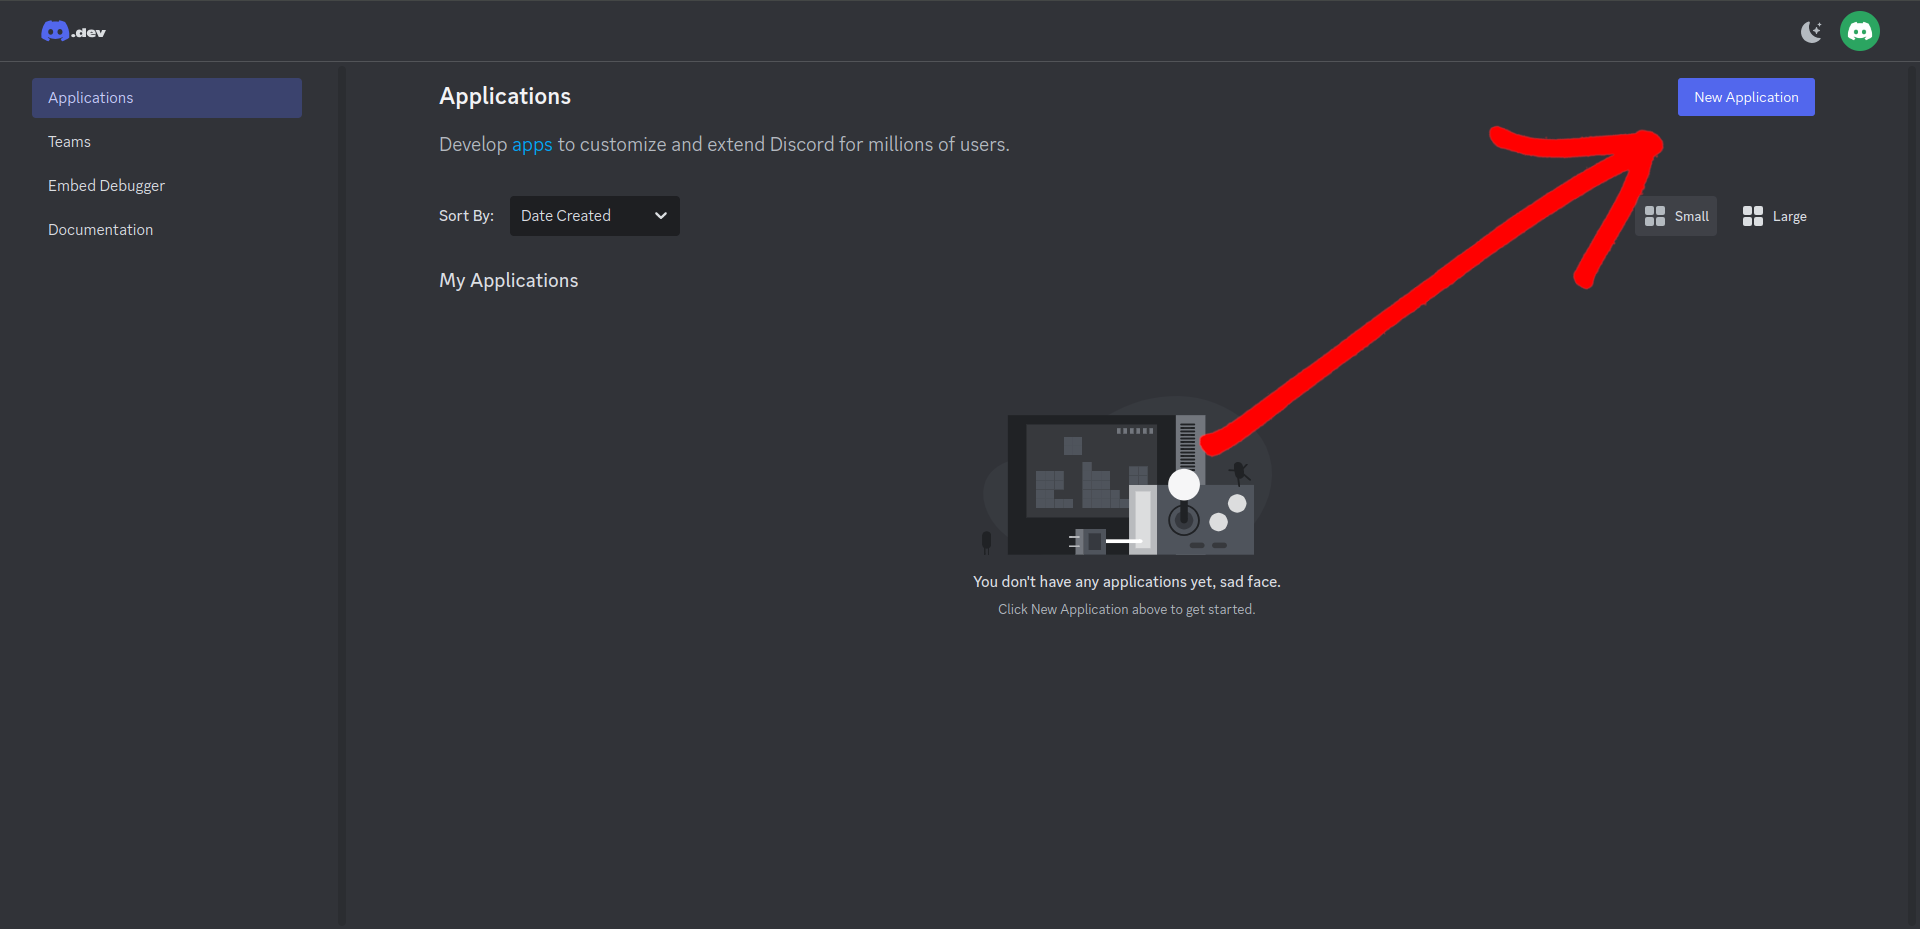 .dev
Applications
Teams
Embed Debugger
Documentation
Applications
New Application
Develop apps to customize and extend Discord for millions of users.
Sort By: Date Created
Small Large
My Applications
You don't have any applications yet, sad face.
Click New Application above to get started.